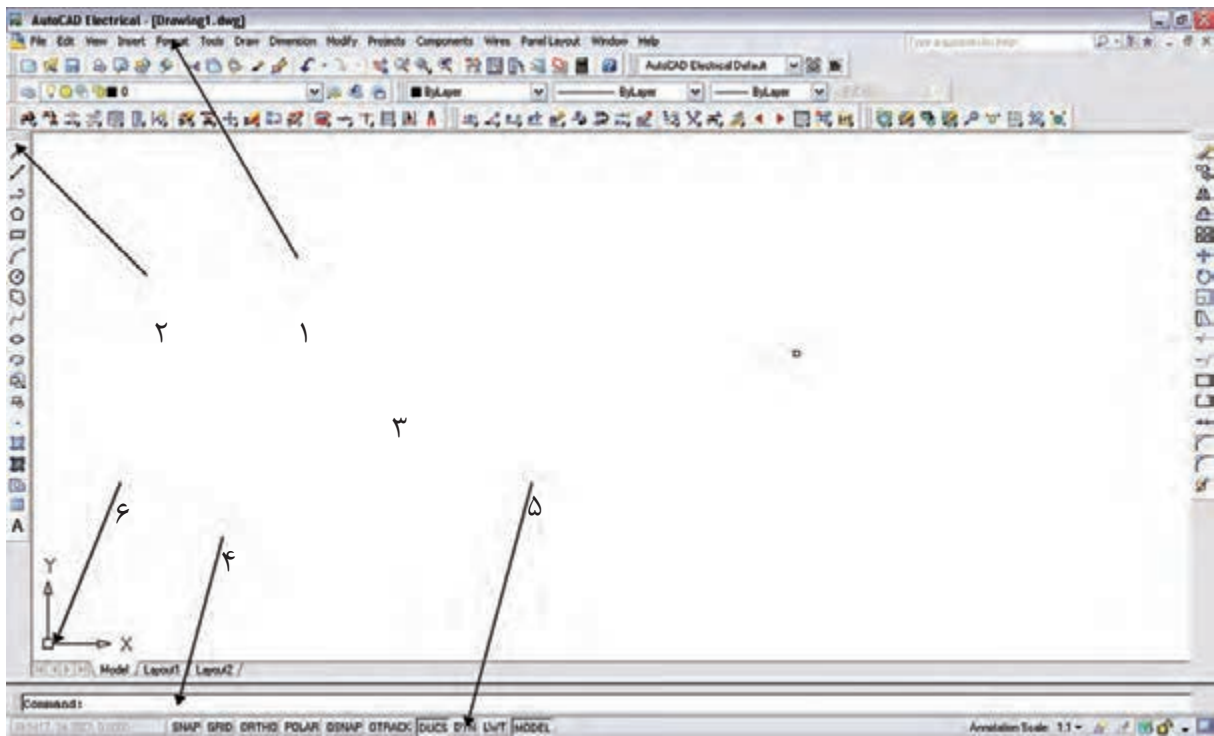 AutoCAD Electrical - [Drawing1.dwg]
File Edit View Insert Format Tools Draw Dimension Modify Projects Components Wires Panel Layout Window Help
AutoCAD Electrical Default
0 ByLayer ByLayer ByLayer
A
۲ ۱
۳
۶ ۵
۴
Y
X
Model / Layout1 / Layout2 /
Command:
SNAP GRID ORTHO POLAR OSNAP OTRACK DUCS DYN LWT MODEL
Annotation Scale: 1:1